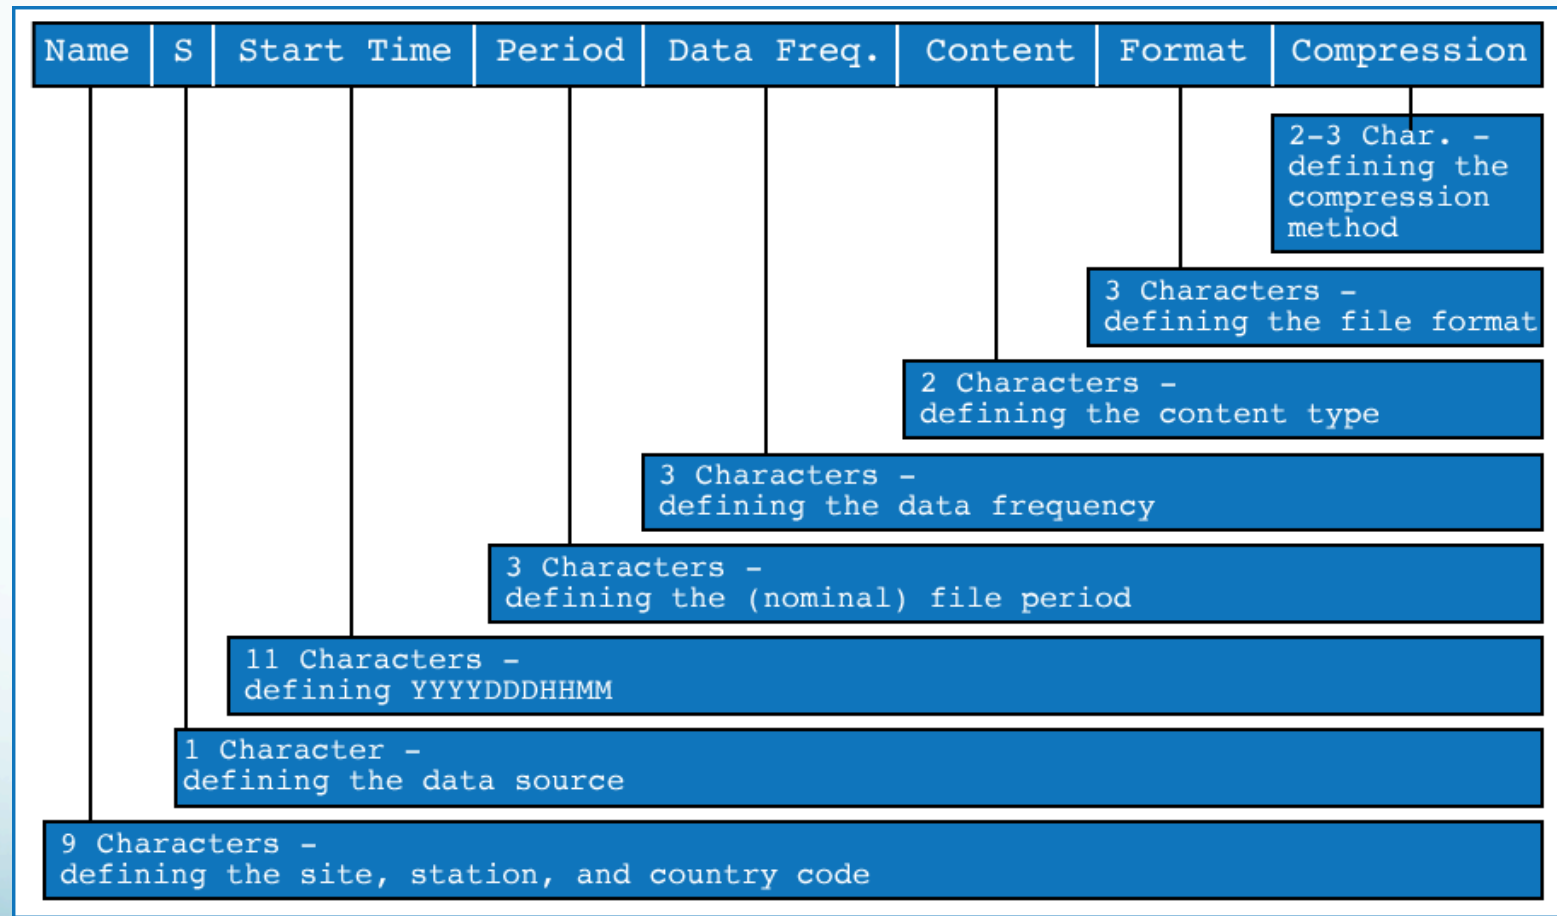 Name S Start Time Period Data Freq. Content Format Compression
2-3 Char. -
defining the
compression
method
3 Characters -
defining the file format
2 Characters -
defining the content type
3 Characters -
defining the data frequency
3 Characters -
defining the (nominal) file period
11 Characters -
defining YYYYDDDHHMM
1 Character -
defining the data source
9 Characters -
defining the site, station, and country code